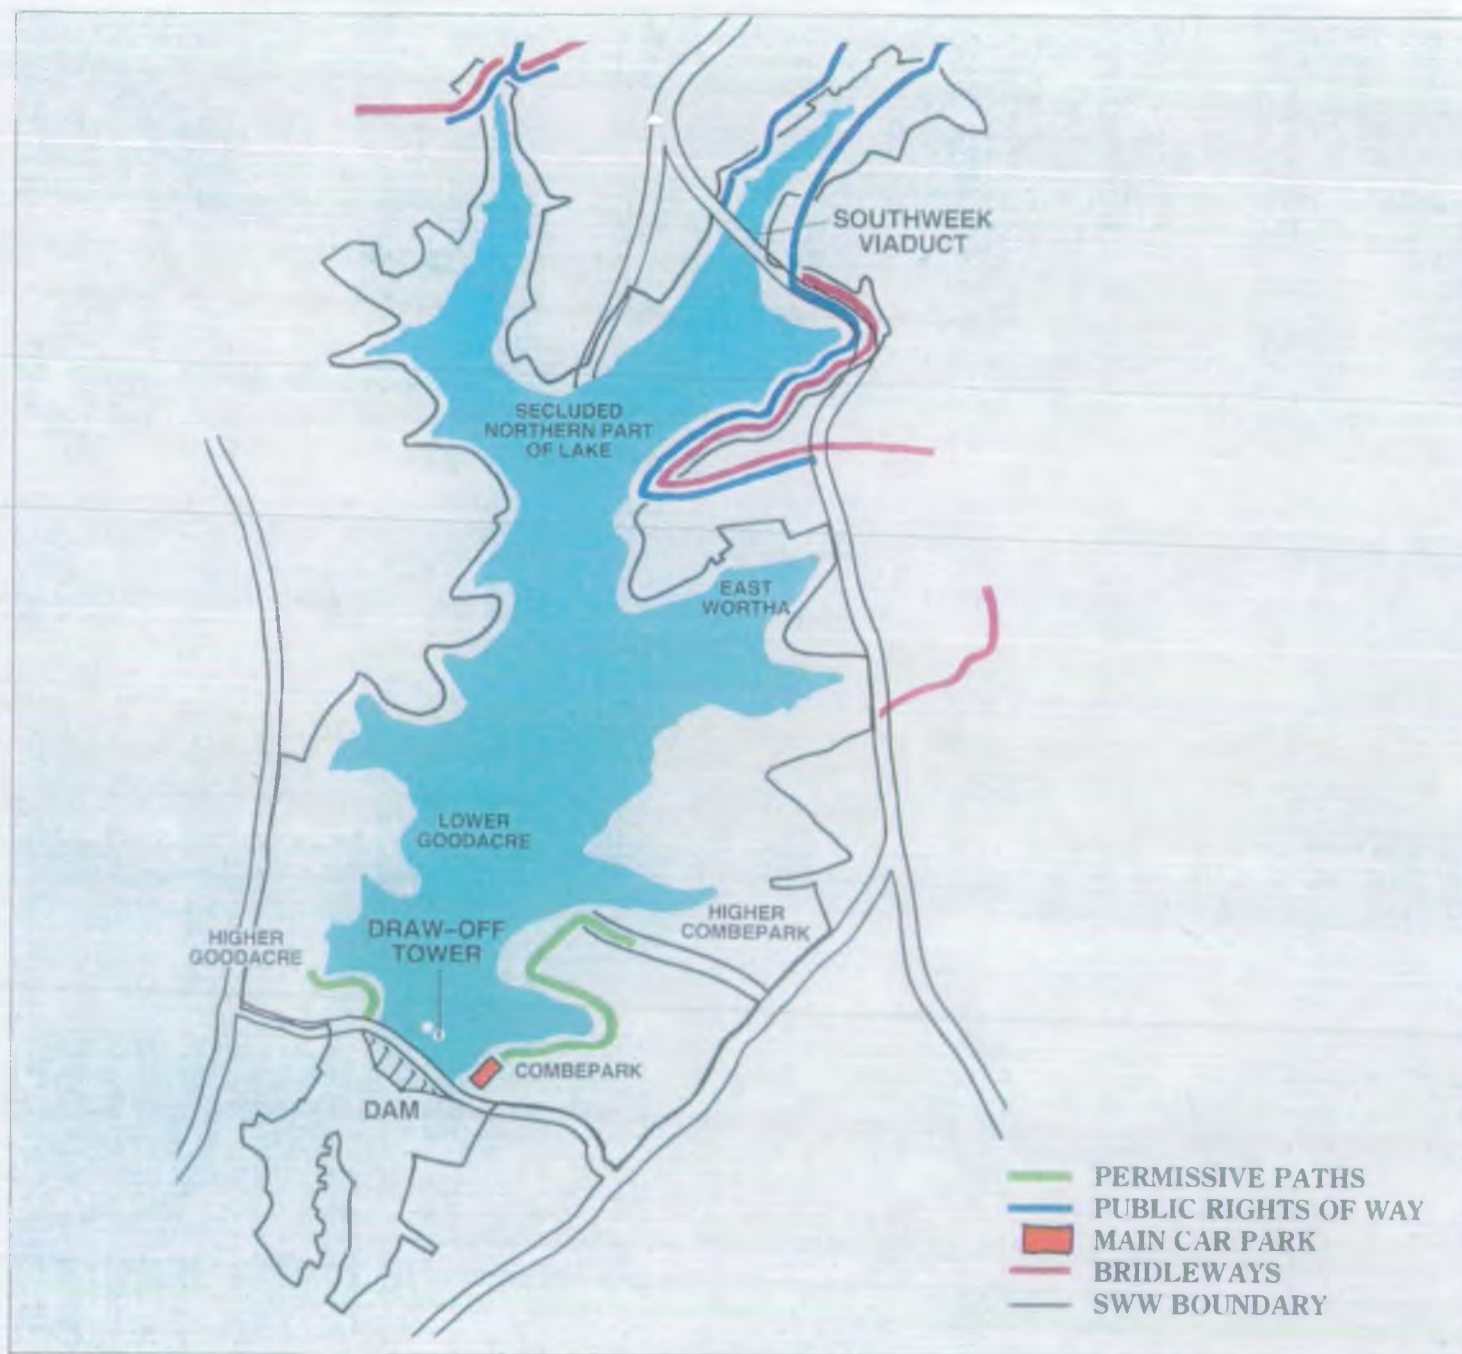 SOUTHWEEK
VIADUCT
SECLUDED
NORTHERN PART
OF LAKE
EAST
WORTHA
LOWER
GOODACRE
HIGHER
COMBEPARK
DRAW-OFF
TOWER
HIGHER
GOODACRE
COMBEPARK
DAM
PERMISSIVE PATHS
PUBLIC RIGHTS OF WAY
MAIN CAR PARK
BRIDLEWAYS
SWW BOUNDARY